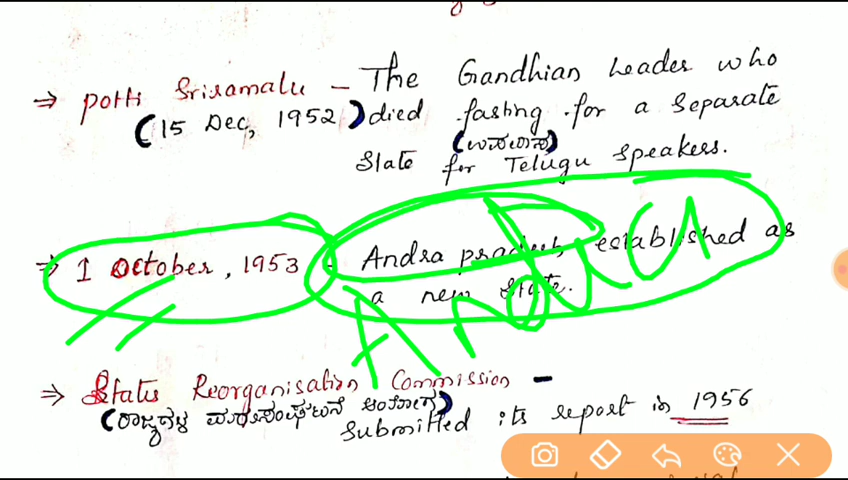 ⇒ Potti Srisamalu – The Gandhian Leader who
(15 Dec, 1952) died fasting for a Separate
(ಉಪವಾಸ)
State for Telugu speakers.
⇒ 1 October, 1953 - Andra pradesh, established as
a new State.
Andra
⇒ States Reorganisation Commission –
(ರಾಜ್ಯಗಳ ಪುನರ್ಸಂಘಟನೆ ಆಯೋಗ)
Submitted its report in 1956